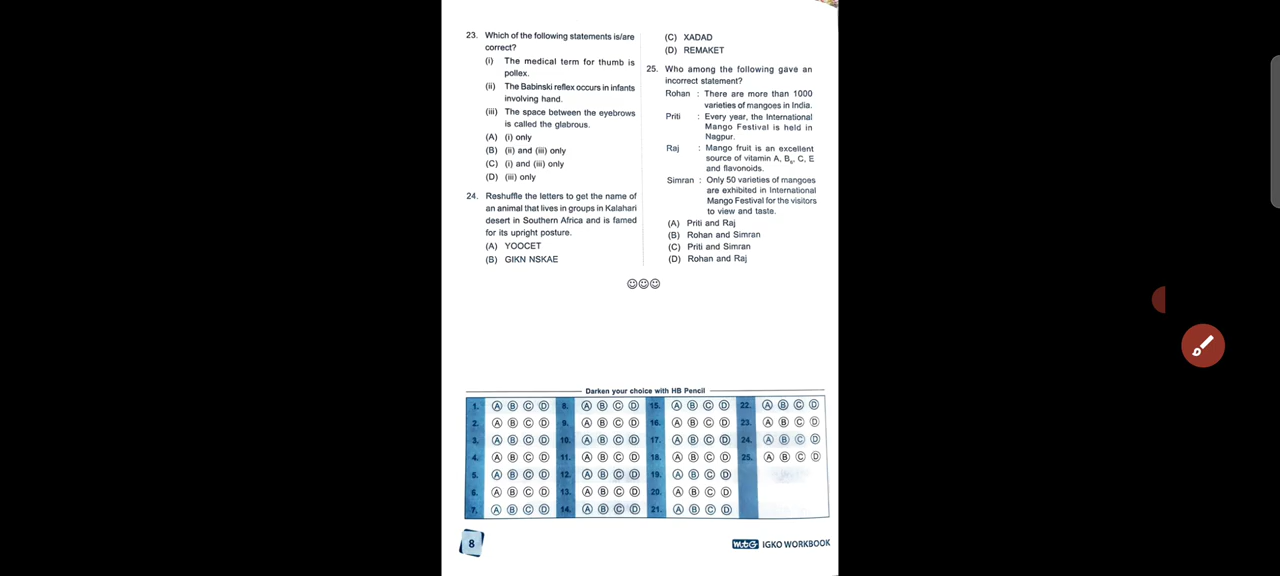 23. Which of the following statements is/are
correct?
(i) The medical term for thumb is
pollex.
(ii) The Babinski reflex occurs in infants
involving hand.
(iii) The space between the eyebrows
is called the glabrous.
(A) (i) only
(B) (ii) and (iii) only
(C) (i) and (iii) only
(D) (iii) only
24. Reshuffle the letters to get the name of
an animal that lives in groups in Kalahari
desert in Southern Africa and is famed
for its upright posture.
(A) YOOCET
(B) GIKN NSKAE
(C) XADAD
(D) REMAKET
25. Who among the following gave an
incorrect statement?
Rohan : There are more than 1000
varieties of mangoes in India.
Priti : Every year, the International
Mango Festival is held in
Nagpur.
Raj : Mango fruit is an excellent
source of vitamin A, B₆, C, E
and flavonoids.
Simran : Only 50 varieties of mangoes
are exhibited in International
Mango Festival for the visitors
to view and taste.
(A) Priti and Raj
(B) Rohan and Simran
(C) Priti and Simran
(D) Rohan and Raj
Darken your choice with HB Pencil
1. A B C D 8. A B C D 15. A B C D 22. A B C D
2. A B C D 9. A B C D 16. A B C D 23. A B C D
3. A B C D 10. A B C D 17. A B C D 24. A B C D
4. A B C D 11. A B C D 18. A B C D 25. A B C D
5. A B C D 12. A B C D 19. A B C D
6. A B C D 13. A B C D 20. A B C D
7. A B C D 14. A B C D 21. A B C D
8
mtG IGKO WORKBOOK